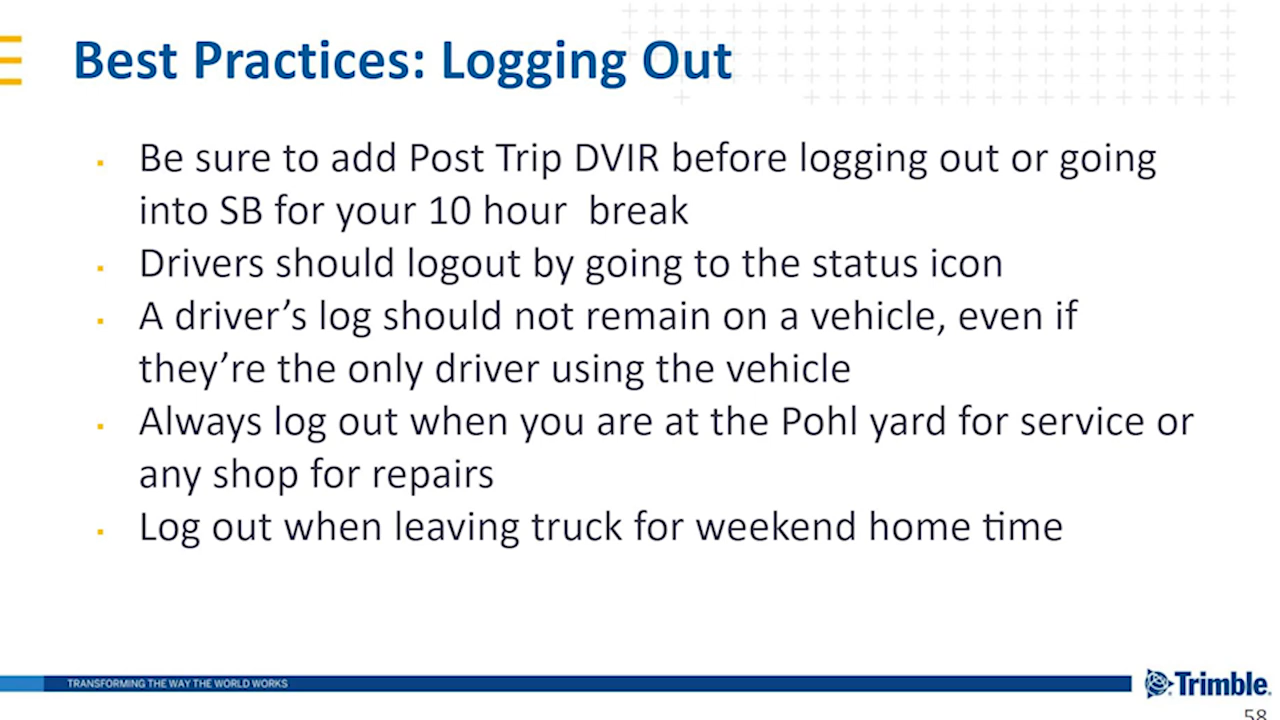 Best Practices: Logging Out
Be sure to add Post Trip DVIR before logging out or going
into SB for your 10 hour  break
Drivers should logout by going to the status icon
A driver’s log should not remain on a vehicle, even if
they’re the only driver using the vehicle
Always log out when you are at the Pohl yard for service or
any shop for repairs
Log out when leaving truck for weekend home time
TRANSFORMING THE WAY THE WORLD WORKS
Trimble.
58